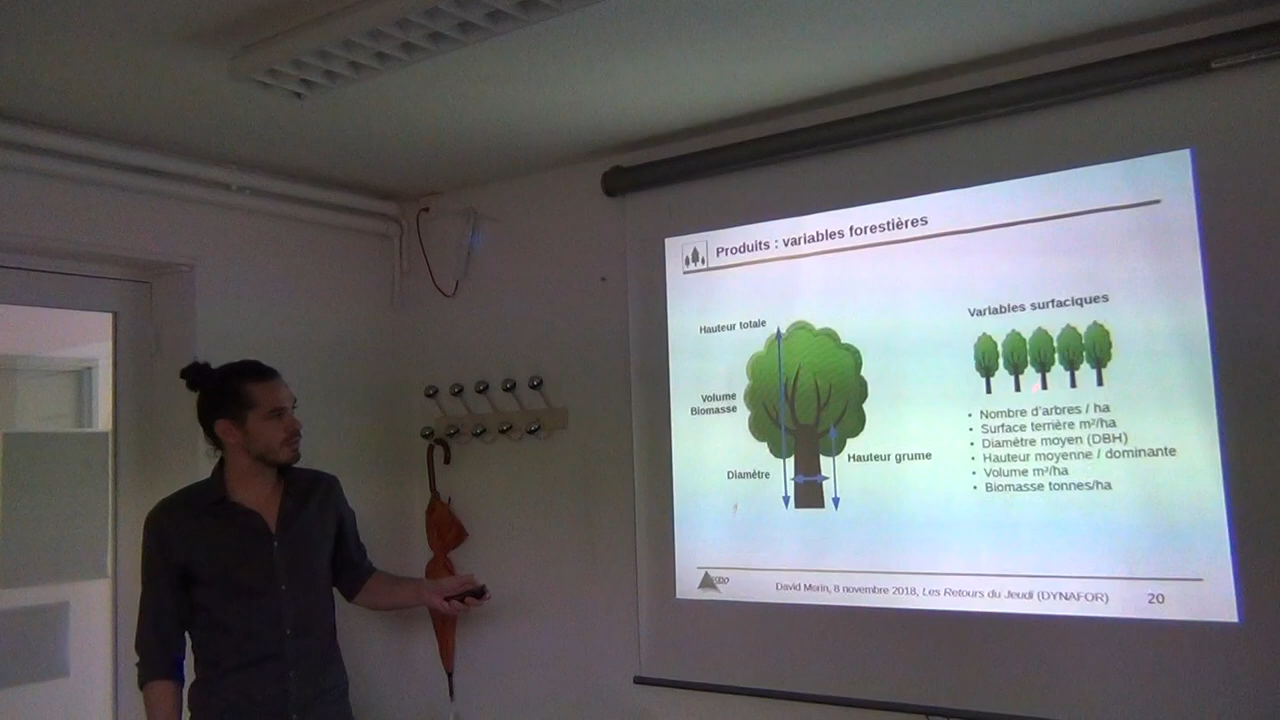 Produits : variables forestières
Hauteur totale
Volume
Biomasse
Diamètre
Hauteur grume
Variables surfaciques
• Nombre d'arbres / ha
• Surface terrière m²/ha
• Diamètre moyen (DBH)
• Hauteur moyenne / dominante
• Volume m³/ha
• Biomasse tonnes/ha
David Morin, 8 novembre 2018, Les Retours du Jeudi (DYNAFOR)
20